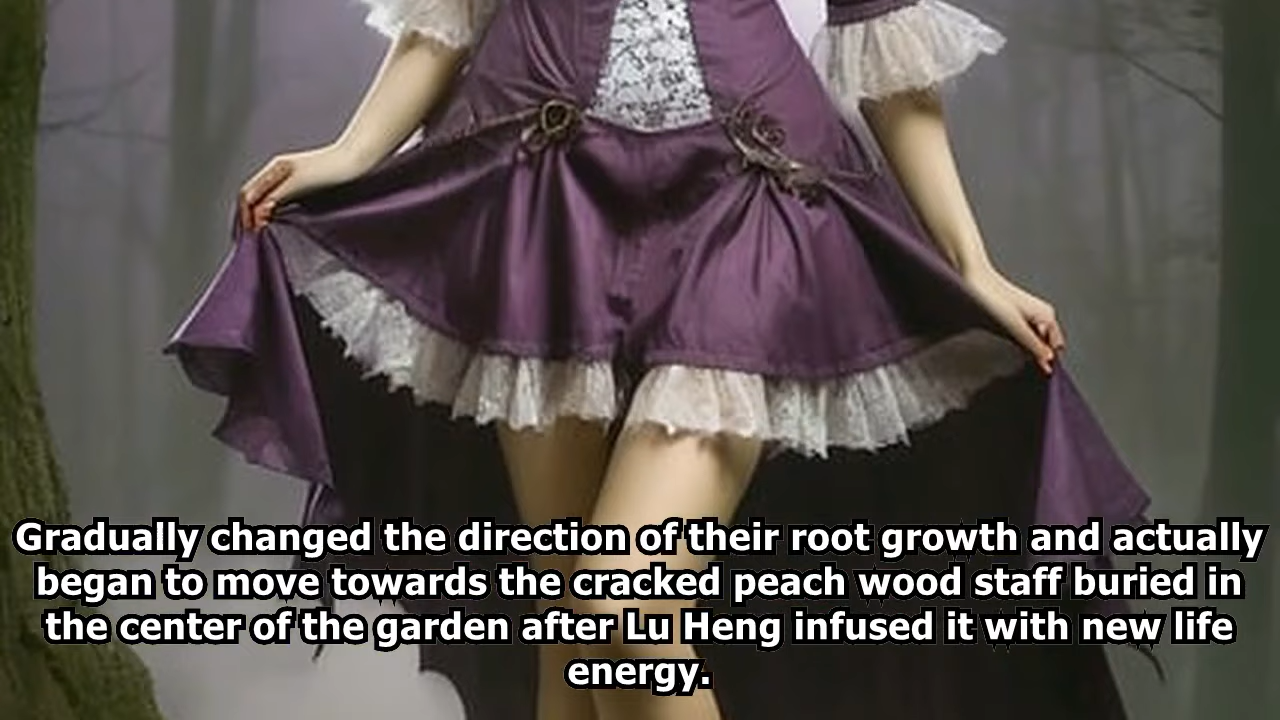 Gradually changed the direction of their root growth and actually
began to move towards the cracked peach wood staff buried in
the center of the garden after Lu Heng infused it with new life
energy.